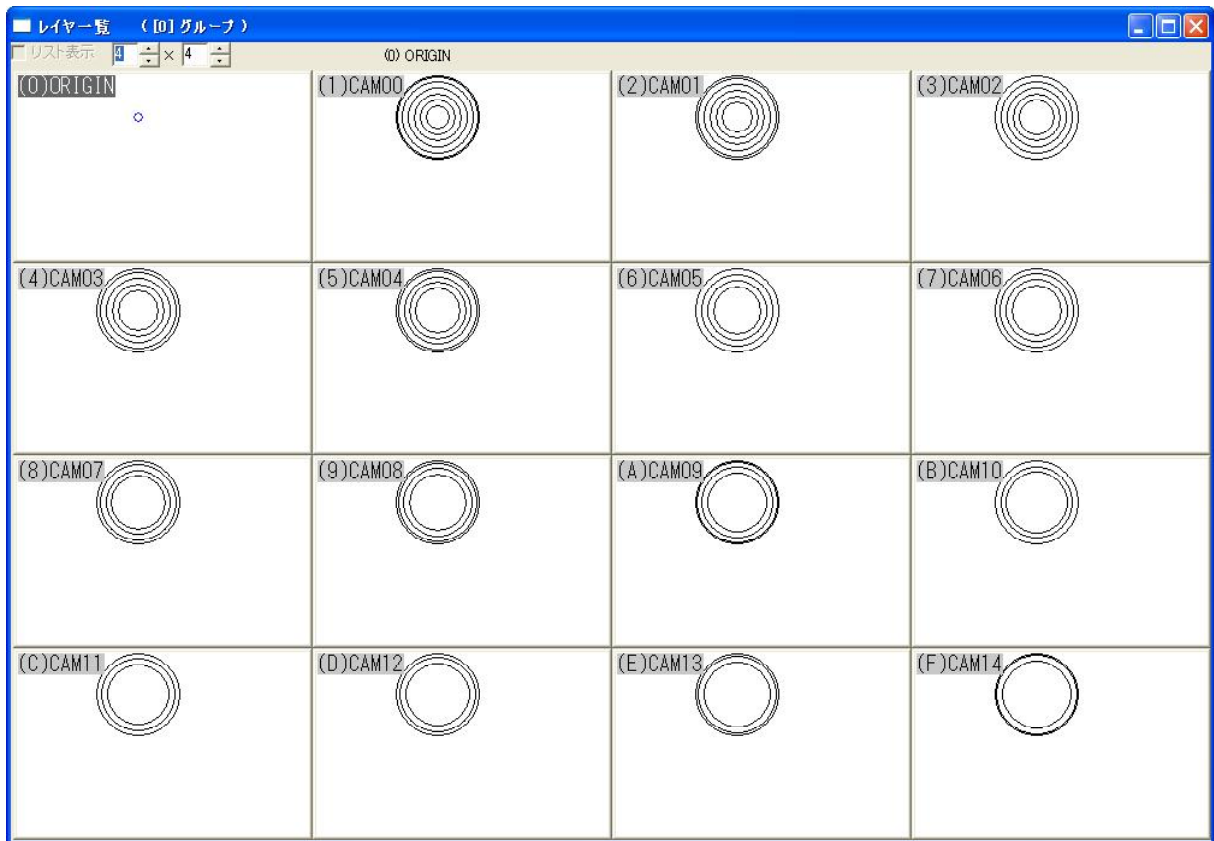 レイヤ一覧 ( [0] グループ )
リスト表示 4 × 4 (0) ORIGIN
(0)ORIGIN (1)CAM00 (2)CAM01 (3)CAM02
(4)CAM03 (5)CAM04 (6)CAM05 (7)CAM06
(8)CAM07 (9)CAM08 (A)CAM09 (B)CAM10
(C)CAM11 (D)CAM12 (E)CAM13 (F)CAM14